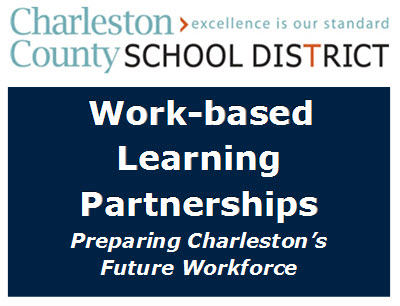 Charleston > excellence is our standard
County SCHOOL DISTRICT
Work-based
Learning
Partnerships
Preparing Charleston's
Future Workforce